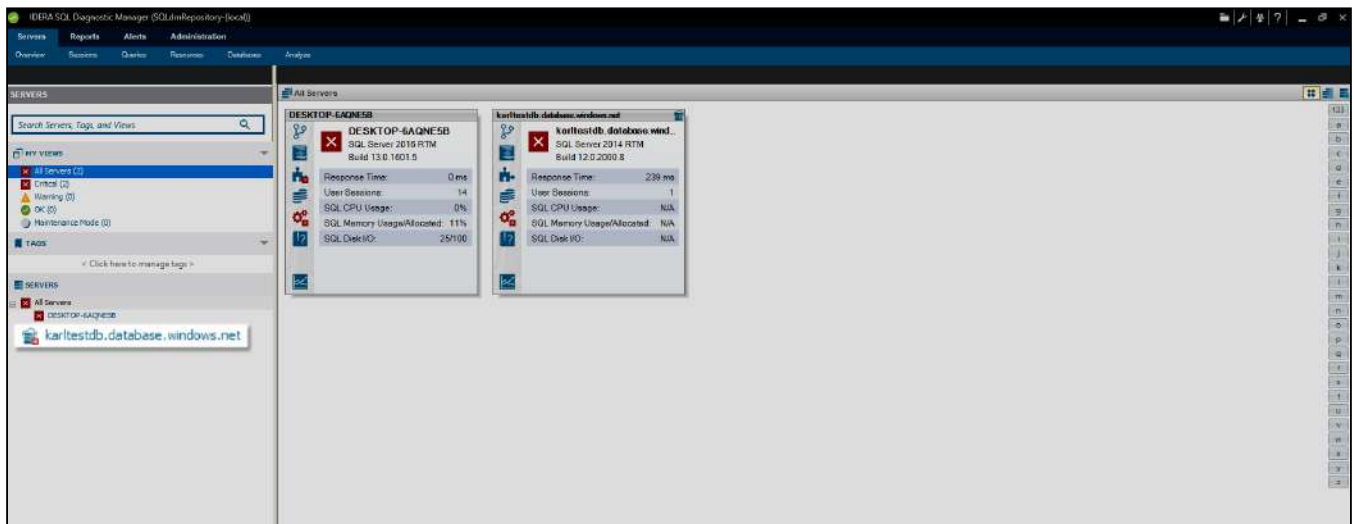 IDERA SQL Diagnostic Manager (SQLdmRepository-(local))
Servers Reports Alerts Administration
Overview Sessions Queries Resources Databases Analyze
SERVERS
All Servers
Search Servers, Tags, and Views
MY VIEWS
All Servers (2)
Critical (2)
Warning (0)
OK (0)
Maintenance Mode (0)
TAGS
< Click here to manage tags >
SERVERS
All Servers
DESKTOP-6AQNE5B
karltestdb.database.windows.net
DESKTOP-6AQNE5B
DESKTOP-6AQNE5B
SQL Server 2016 RTM
Build 13.0.1601.5
Response Time: 0 ms
User Sessions: 14
SQL CPU Usage: 0%
SQL Memory Usage/Allocated: 11%
SQL Disk I/O: 25/100
karltestdb.database.windows.net
karltestdb.database.wind...
SQL Server 2014 RTM
Build 12.0.2000.8
Response Time: 239 ms
User Sessions: 1
SQL CPU Usage: N/A
SQL Memory Usage/Allocated: N/A
SQL Disk I/O: N/A
123
a
b
c
d
e
f
g
h
i
j
k
l
m
n
o
p
q
r
s
t
u
v
w
x
y
z